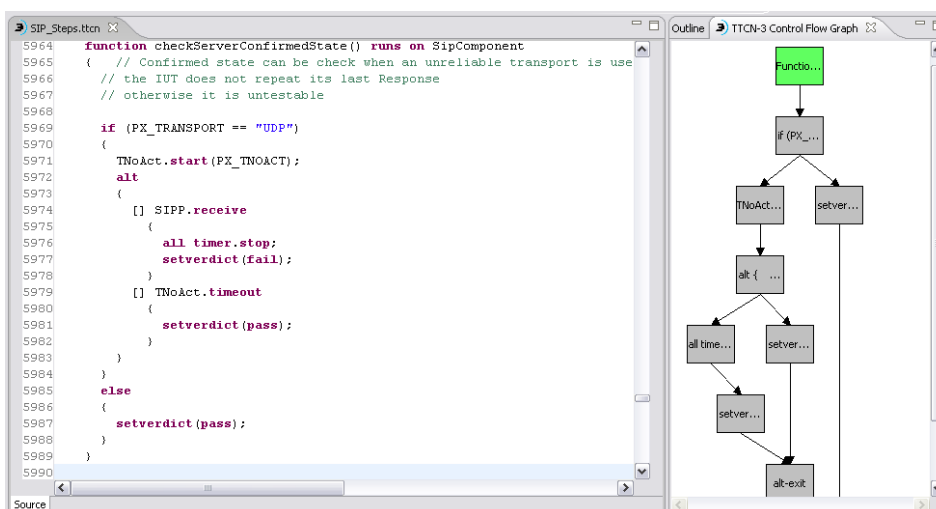 SIP_Steps.ttcn
5964 function checkServerConfirmedState() runs on SipComponent
5965 { // Confirmed state can be check when an unreliable transport is use
5966 // the IUT does not repeat its last Response
5967 // otherwise it is untestable
5968
5969 if (PX_TRANSPORT == "UDP")
5970 {
5971 TNoAct.start(PX_TNOACT);
5972 alt
5973 {
5974 [] SIPP.receive
5975 {
5976 all timer.stop;
5977 setverdict(fail);
5978 }
5979 [] TNoAct.timeout
5980 {
5981 setverdict(pass);
5982 }
5983 }
5984 }
5985 else
5986 {
5987 setverdict(pass);
5988 }
5989 }
5990
Source
Outline TTCN-3 Control Flow Graph
Functio...
if (PX_...
TNoAct... setver...
alt { ...
all time... setver...
setver...
alt-exit